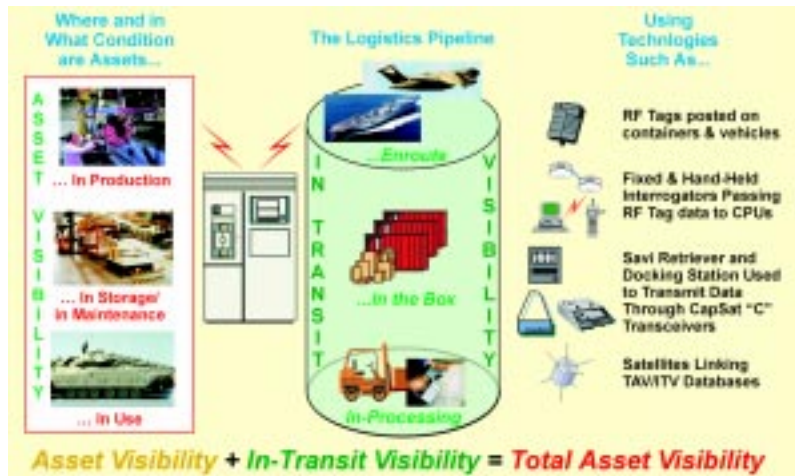 Where and in
What Condition
are Assets...
ASSET VISIBILITY
... In Production
... In Storage/
in Maintenance
... In Use
The Logistics Pipeline
IN TRANSIT
VISIBILITY
...Enroute
...In the Box
In-Processing
Using
Technlogies
Such As...
RF Tags posted on
containers & vehicles
Fixed & Hand-Held
Interrogators Passing
RF Tag data to CPUs
Savi Retriever and
Docking Station Used
to Transmit Data
Through CapSat "C"
Transceivers
Satellites Linking
TAV/ITV Databases
Asset Visibility + In-Transit Visibility = Total Asset Visibility